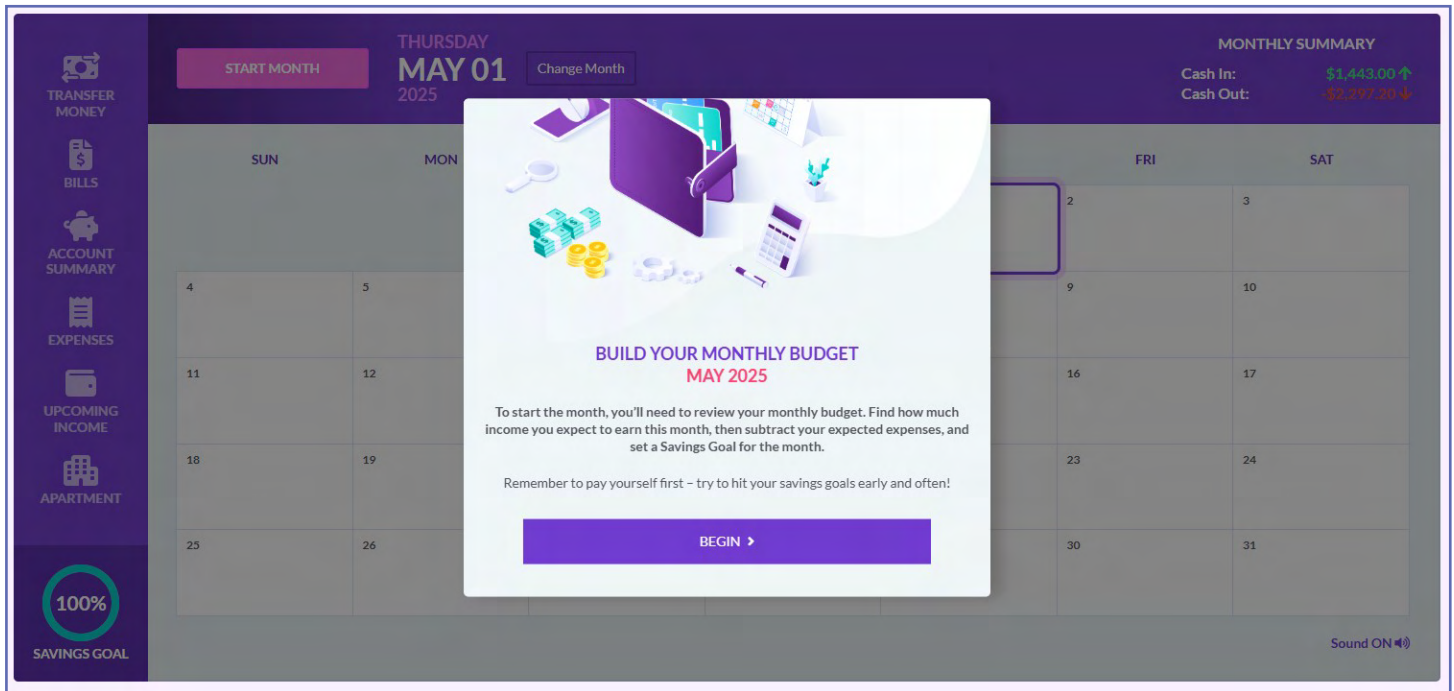 TRANSFER
MONEY
BILLS
ACCOUNT
SUMMARY
EXPENSES
UPCOMING
INCOME
APARTMENT
100%
SAVINGS GOAL
START MONTH
THURSDAY
MAY 01
2025
Change Month
MONTHLY SUMMARY
Cash In: $1,443.00
Cash Out: -$2,297.20
SUN MON FRI SAT
2 3
4 5 9 10
11 12 16 17
18 19 23 24
25 26 30 31
BUILD YOUR MONTHLY BUDGET
MAY 2025
To start the month, you'll need to review your monthly budget. Find how much
income you expect to earn this month, then subtract your expected expenses, and
set a Savings Goal for the month.
Remember to pay yourself first – try to hit your savings goals early and often!
BEGIN
Sound ON